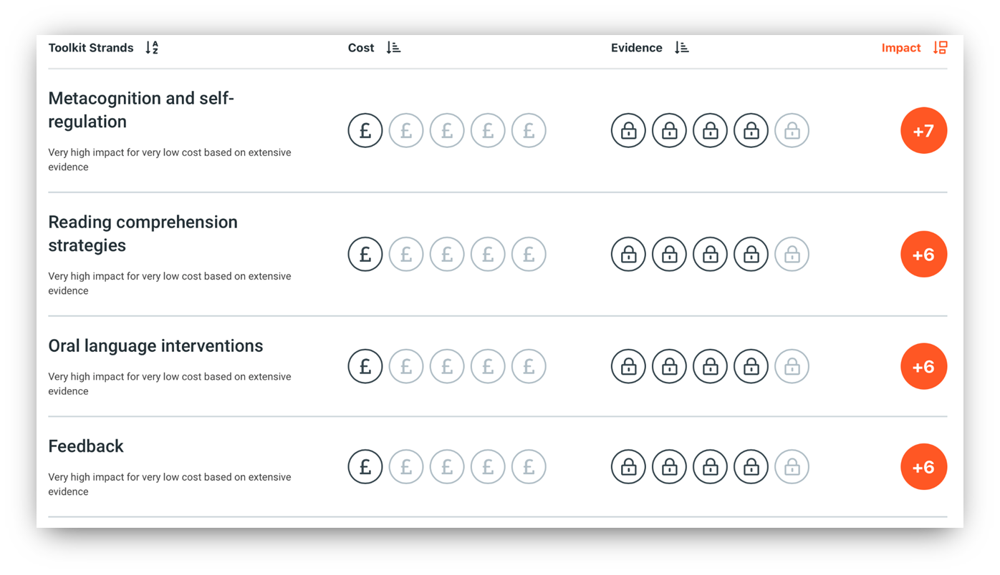 Toolkit Strands
Cost
Evidence
Impact
Metacognition and self-
regulation
Very high impact for very low cost based on extensive
evidence
£ £ £ £ £
+7
Reading comprehension
strategies
Very high impact for very low cost based on extensive
evidence
£ £ £ £ £
+6
Oral language interventions
Very high impact for very low cost based on extensive
evidence
£ £ £ £ £
+6
Feedback
Very high impact for very low cost based on extensive
evidence
£ £ £ £ £
+6